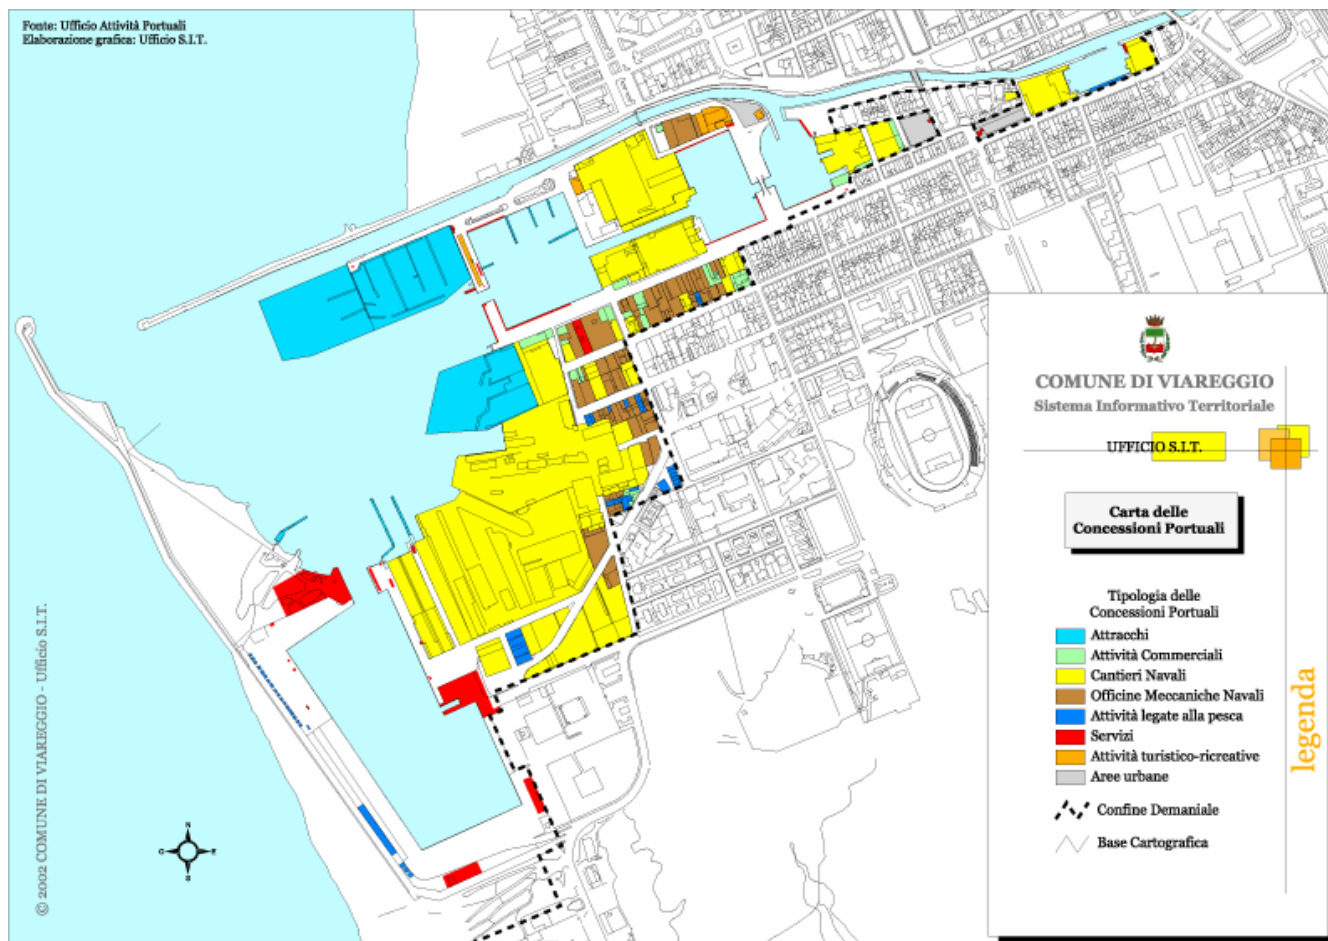 Fonte: Ufficio Attività Portuali
Elaborazione grafica: Ufficio S.I.T.
© 2002 COMUNE DI VIAREGGIO - Ufficio S.I.T.
N
O
E
S
COMUNE DI VIAREGGIO
Sistema Informativo Territoriale
UFFICIO S.I.T.
Carta delle
Concessioni Portuali
Tipologia delle
Concessioni Portuali
Attracchi
Attività Commerciali
Cantieri Navali
Officine Meccaniche Navali
Attività legate alla pesca
Servizi
Attività turistico-ricreative
Aree urbane
Confine Demaniale
Base Cartografica
legenda